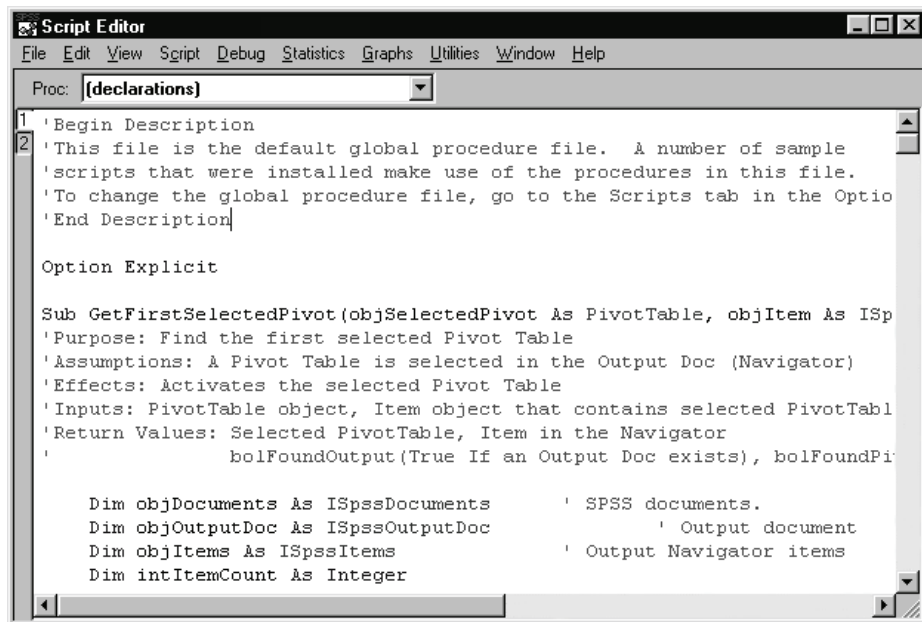 Script Editor
File Edit View Script Debug Statistics Graphs Utilities Window Help
Proc: (declarations)
1 'Begin Description
2 'This file is the default global procedure file.  A number of sample
'scripts that were installed make use of the procedures in this file.
'To change the global procedure file, go to the Scripts tab in the Optio
'End Description
Option Explicit
Sub GetFirstSelectedPivot(objSelectedPivot As PivotTable, objItem As ISp
'Purpose: Find the first selected Pivot Table
'Assumptions: A Pivot Table is selected in the Output Doc (Navigator)
'Effects: Activates the selected Pivot Table
'Inputs: PivotTable object, Item object that contains selected PivotTabl
'Return Values: Selected PivotTable, Item in the Navigator
' bolFoundOutput(True If an Output Doc exists), bolFoundPi
Dim objDocuments As ISpssDocuments ' SPSS documents.
Dim objOutputDoc As ISpssOutputDoc ' Output document
Dim objItems As ISpssItems ' Output Navigator items
Dim intItemCount As Integer